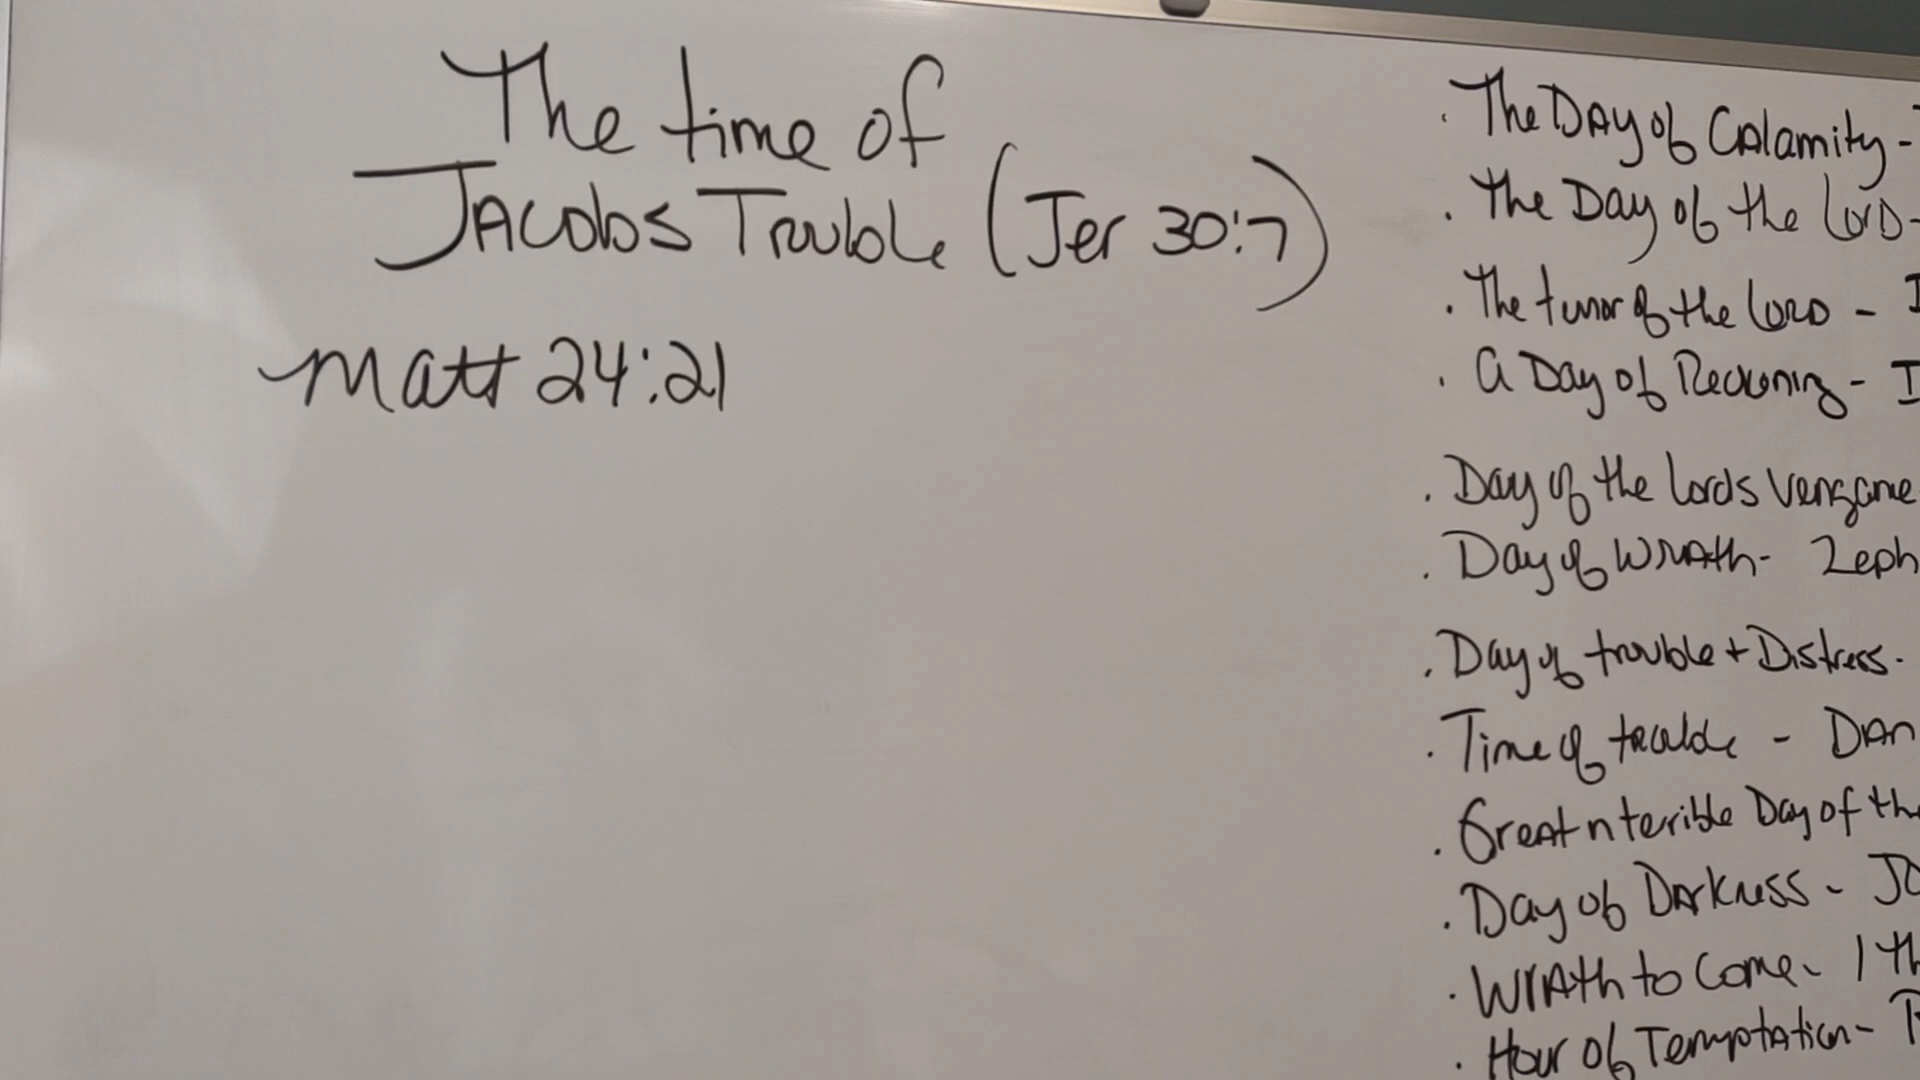 The time of
Jacobs Trouble (Jer 30:7)
Matt 24:21
· The Day of Calamity -
· The Day of the Lord -
· The terror of the Lord - I
· A Day of Reckoning - I
· Day of the Lords Vengance
· Day of Wrath - Zeph
· Day of trouble + Distress -
· Time of trouble - Dan
· Great n terrible Day of th
· Day of Darkness - Jo
· Wrath to Come - 1 Th
· Hour of Temptation - R